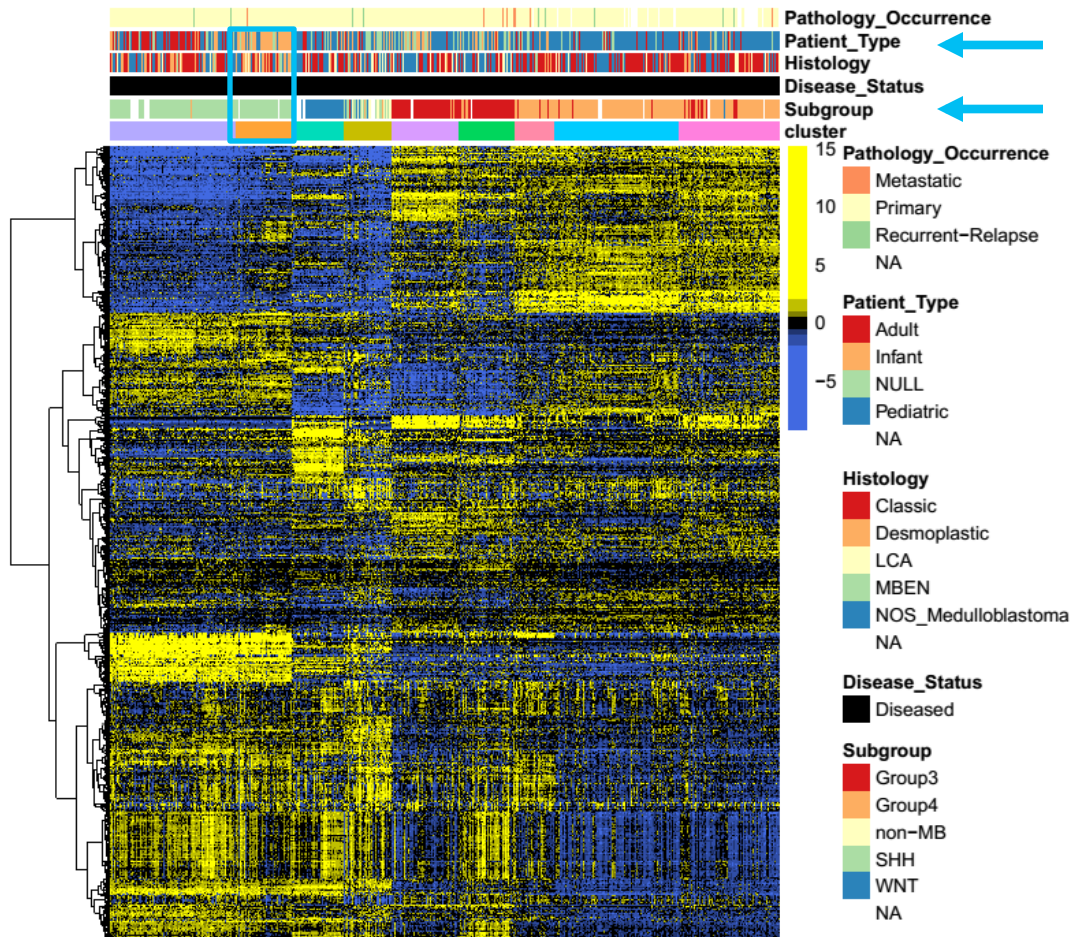 Pathology_Occurrence
Patient_Type
Histology
Disease_Status
Subgroup
cluster
15
10
5
0
−5
Pathology_Occurrence
Metastatic
Primary
Recurrent−Relapse
NA
Patient_Type
Adult
Infant
NULL
Pediatric
NA
Histology
Classic
Desmoplastic
LCA
MBEN
NOS_Medulloblastoma
NA
Disease_Status
Diseased
Subgroup
Group3
Group4
non−MB
SHH
WNT
NA